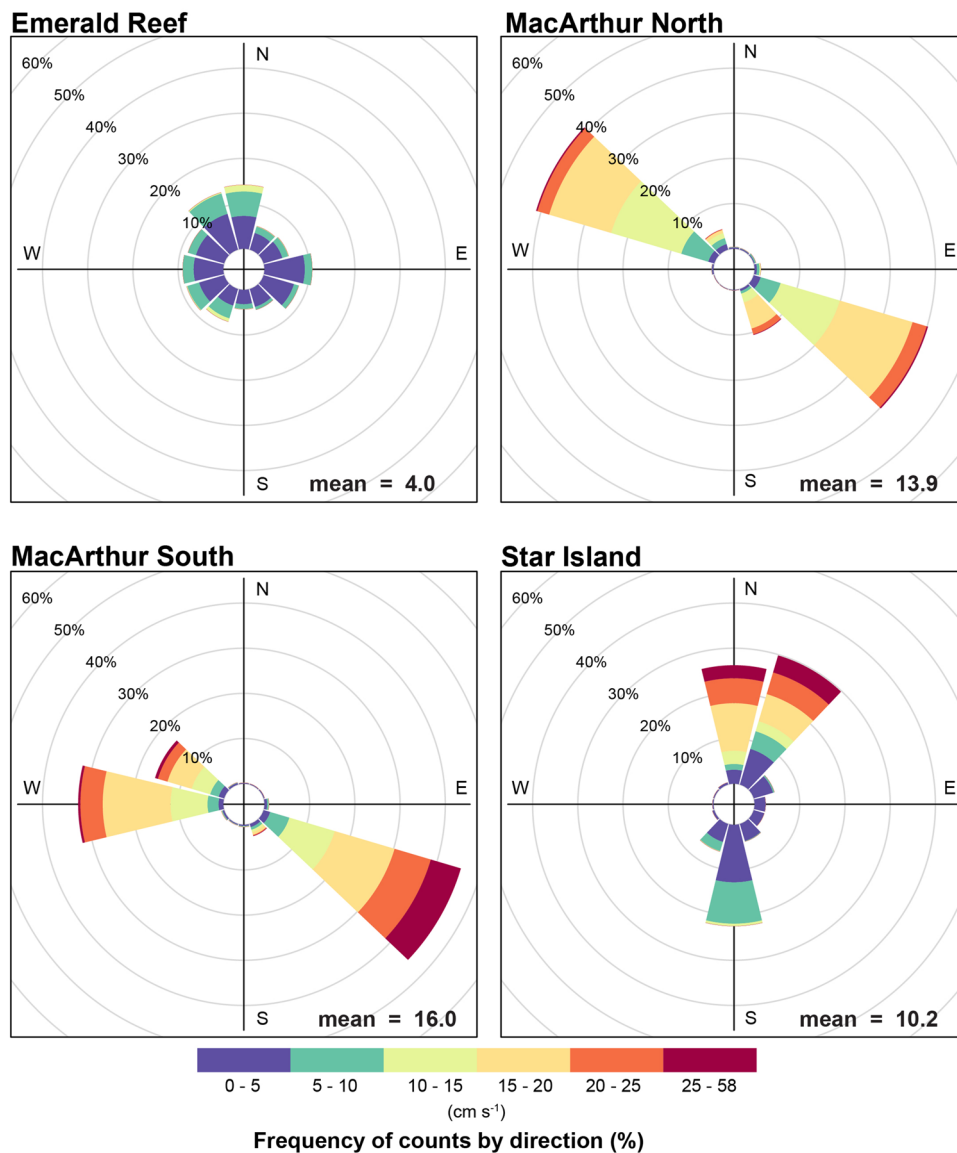 Emerald Reef
60%
50%
40%
30%
20%
10%
N
W
E
S
mean = 4.0
MacArthur North
60%
50%
40%
30%
20%
10%
N
W
E
S
mean = 13.9
MacArthur South
60%
50%
40%
30%
20%
10%
N
W
E
S
mean = 16.0
Star Island
60%
50%
40%
30%
20%
10%
N
W
E
S
mean = 10.2
0 - 5 5 - 10 10 - 15 15 - 20 20 - 25 25 - 58
(cm s⁻¹)
Frequency of counts by direction (%)